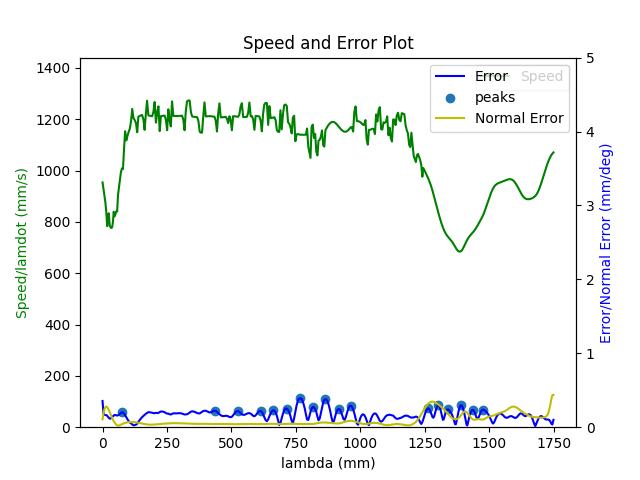 Speed and Error Plot
1400
1200
1000
800
600
400
200
0
Speed/lamdot (mm/s)
5
4
3
2
1
0
Error/Normal Error (mm/deg)
Speed
Error
peaks
Normal Error
0 250 500 750 1000 1250 1500 1750
lambda (mm)